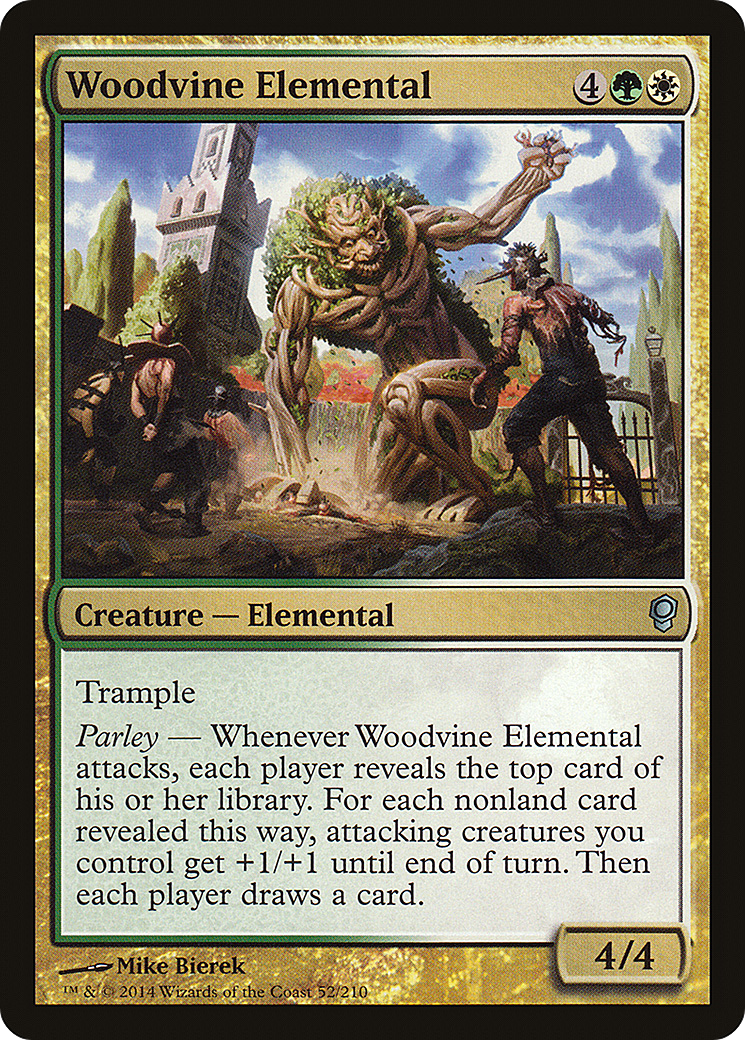 Woodvine Elemental 4
Creature — Elemental
Trample
Parley — Whenever Woodvine Elemental
attacks, each player reveals the top card of
his or her library. For each nonland card
revealed this way, attacking creatures you
control get +1/+1 until end of turn. Then
each player draws a card.
4/4
Mike Bierek
™ & © 2014 Wizards of the Coast 52/210